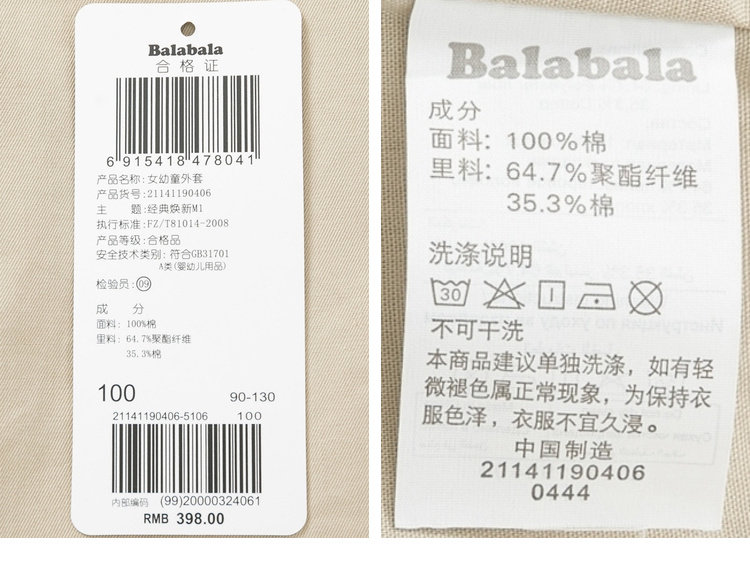 Balabala
合格证
6 915418 478041
产品名称:女幼童外套
产品货号:21141190406
主 题:经典焕新M1
执行标准:FZ/T81014-2008
产品等级:合格品
安全技术类别:符合GB31701
A类(婴幼儿用品)
检验员:09
成 分
面料: 100%棉
里料: 64.7%聚酯纤维
35.3%棉
100 90-130
21141190406-5106 100
内部编码 (99)20000324061
RMB 398.00
Balabala
成分
面料: 100%棉
里料: 64.7%聚酯纤维
35.3%棉
洗涤说明
30
不可干洗
本商品建议单独洗涤，如有轻
微褪色属正常现象，为保持衣
服色泽，衣服不宜久浸。
中国制造
21141190406
0444